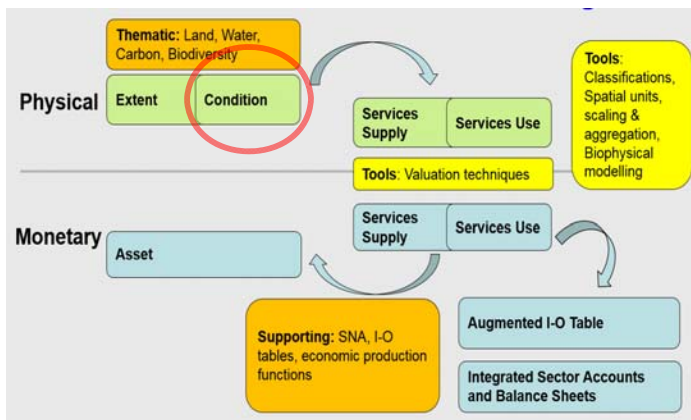 Thematic: Land, Water,
Carbon, Biodiversity
Physical
Extent
Condition
Services
Supply
Services Use
Tools:
Classifications,
Spatial units,
scaling &
aggregation,
Biophysical
modelling
Tools: Valuation techniques
Monetary
Asset
Services
Supply
Services Use
Supporting: SNA, I-O
tables, economic production
functions
Augmented I-O Table
Integrated Sector Accounts
and Balance Sheets